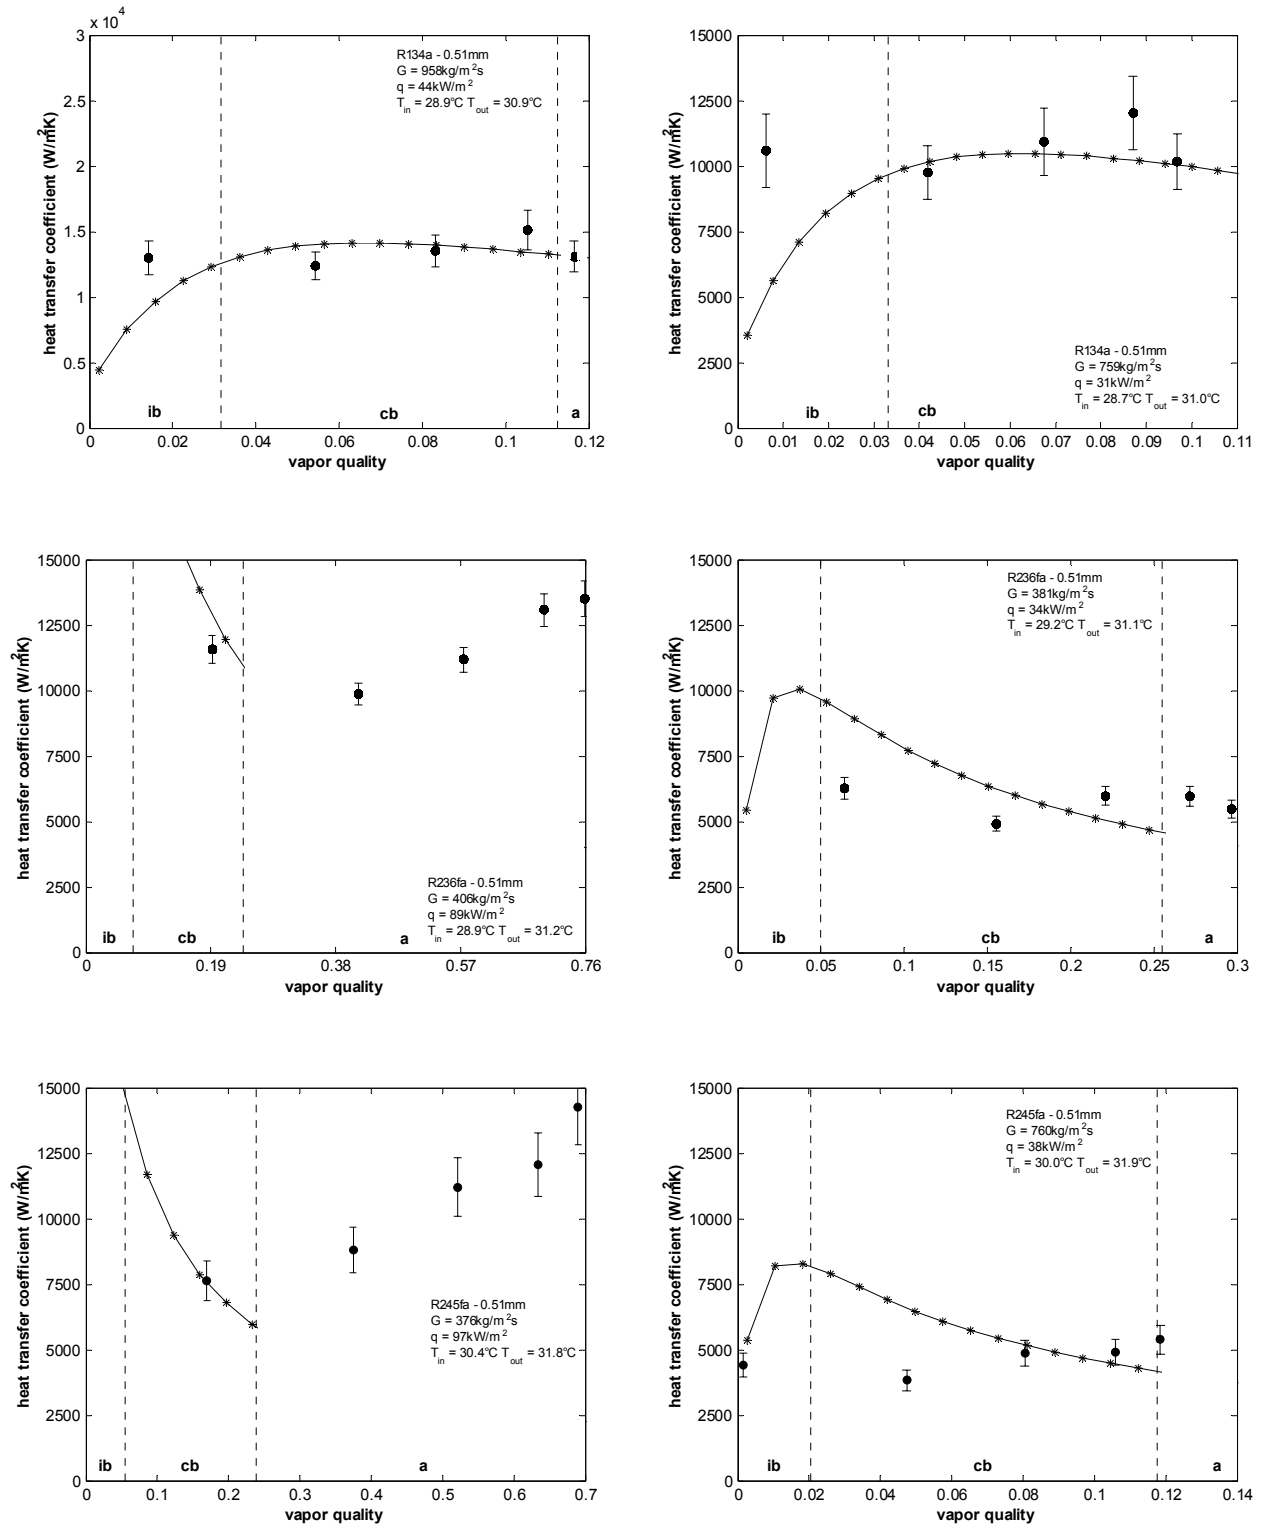 x 10^4
3
2.5
2
1.5
1
0.5
0
heat transfer coefficient (W/m²K)
R134a - 0.51mm
G = 958kg/m²s
q = 44kW/m²
T_in = 28.9°C T_out = 30.9°C
ib
cb
a
0 0.02 0.04 0.06 0.08 0.1 0.12
vapor quality
15000
12500
10000
7500
5000
2500
0
heat transfer coefficient (W/m²K)
R134a - 0.51mm
G = 759kg/m²s
q = 31kW/m²
T_in = 28.7°C T_out = 31.0°C
ib
cb
0 0.01 0.02 0.03 0.04 0.05 0.06 0.07 0.08 0.09 0.1 0.11
vapor quality
15000
12500
10000
7500
5000
2500
0
heat transfer coefficient (W/m²K)
R236fa - 0.51mm
G = 406kg/m²s
q = 89kW/m²
T_in = 28.9°C T_out = 31.2°C
ib
cb
a
0 0.19 0.38 0.57 0.76
vapor quality
15000
12500
10000
7500
5000
2500
0
heat transfer coefficient (W/m²K)
R236fa - 0.51mm
G = 381kg/m²s
q = 34kW/m²
T_in = 29.2°C T_out = 31.1°C
ib
cb
a
0 0.05 0.1 0.15 0.2 0.25 0.3
vapor quality
15000
12500
10000
7500
5000
2500
0
heat transfer coefficient (W/m²K)
R245fa - 0.51mm
G = 376kg/m²s
q = 97kW/m²
T_in = 30.4°C T_out = 31.8°C
ib
cb
a
0 0.1 0.2 0.3 0.4 0.5 0.6 0.7
vapor quality
15000
12500
10000
7500
5000
2500
0
heat transfer coefficient (W/m²K)
R245fa - 0.51mm
G = 760kg/m²s
q = 38kW/m²
T_in = 30.0°C T_out = 31.9°C
ib
cb
a
0 0.02 0.04 0.06 0.08 0.1 0.12 0.14
vapor quality